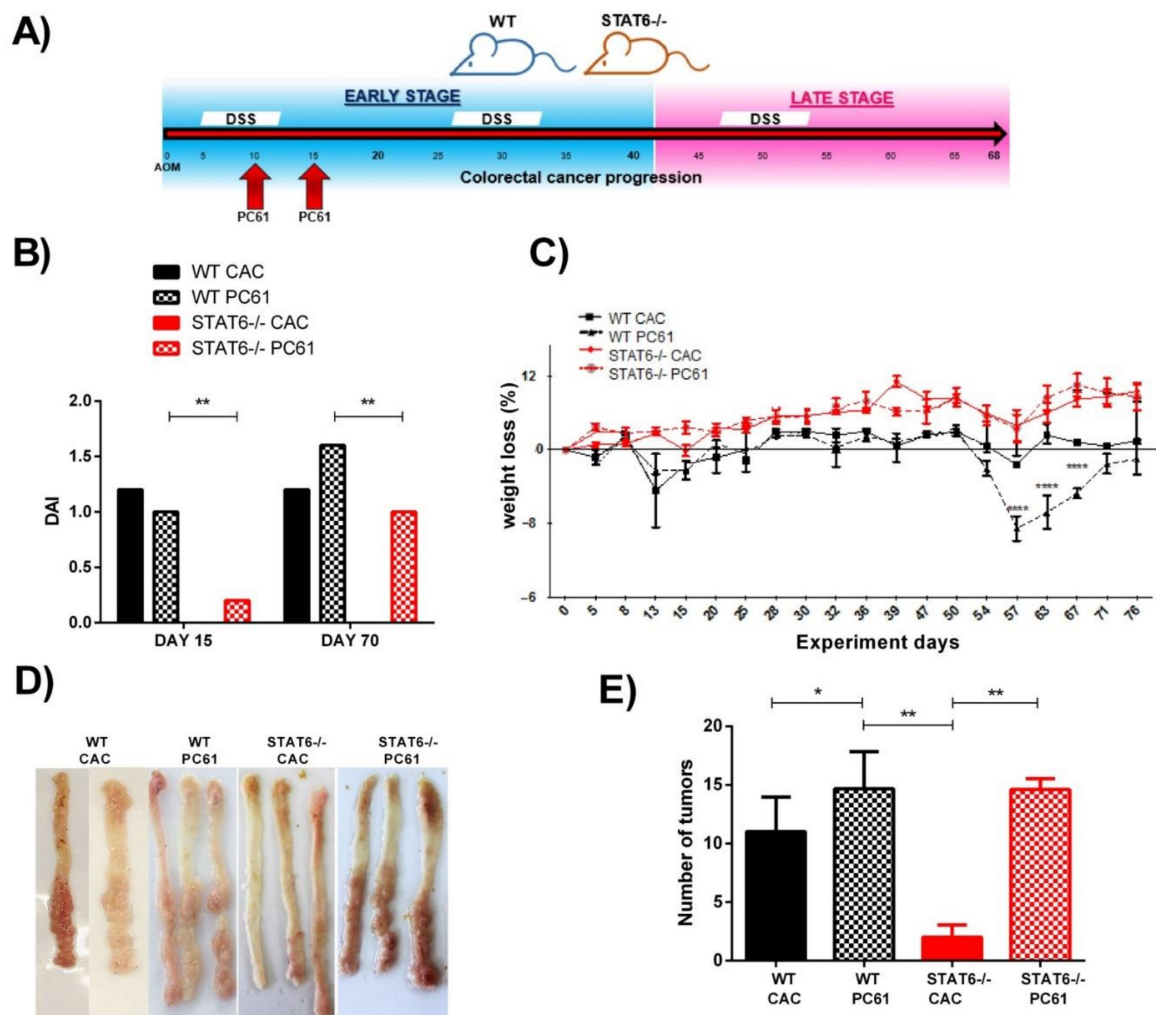 A)
WT STAT6-/-
EARLY STAGE LATE STAGE
DSS DSS DSS
0 5 10 15 20 25 30 35 40 45 50 55 60 65 68
AOM
Colorectal cancer progression
PC61 PC61
B)
WT CAC
WT PC61
STAT6-/- CAC
STAT6-/- PC61
2.0
1.5
1.0
0.5
0.0
DAI
** **
DAY 15 DAY 70
C)
WT CAC
WT PC61
STAT6-/- CAC
STAT6-/- PC61
weight loss (%)
12
0
-8
-6
**** **** ****
0 5 8 13 15 20 25 28 30 32 36 39 47 50 54 57 63 67 71 76
Experiment days
D)
WT CAC
WT PC61
STAT6-/- CAC
STAT6-/- PC61
E)
* ** **
Number of tumors
20
15
10
5
0
WT CAC
WT PC61
STAT6-/- CAC
STAT6-/- PC61